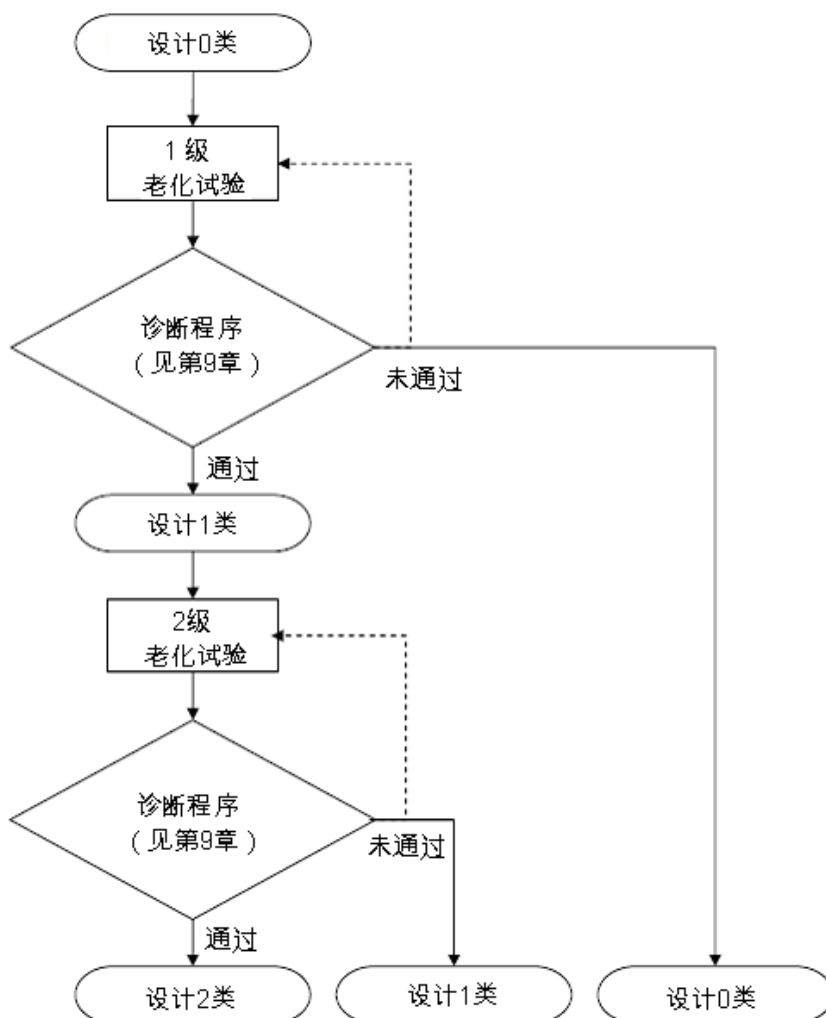 设计0类
1 级
老化试验
诊断程序
(见第9章)
未通过
通过
设计1类
2级
老化试验
诊断程序
(见第9章)
未通过
通过
设计2类
设计1类
设计0类